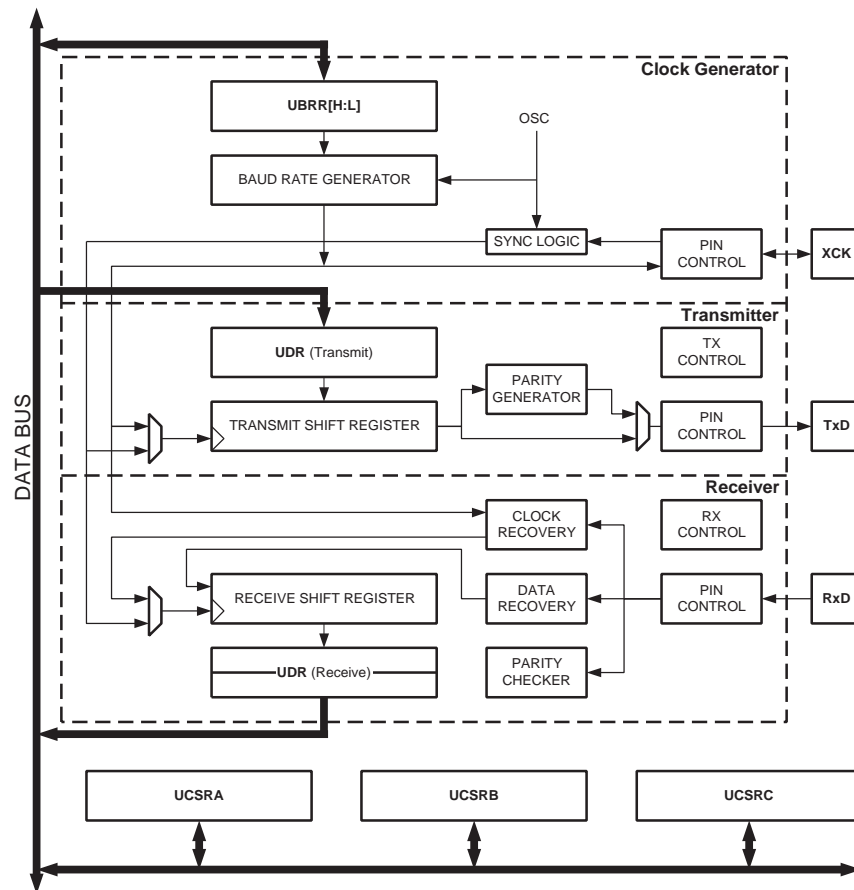 Clock Generator
UBRR[H:L]
OSC
BAUD RATE GENERATOR
SYNC LOGIC
PIN
CONTROL
XCK
Transmitter
UDR (Transmit)
TX
CONTROL
PARITY
GENERATOR
TRANSMIT SHIFT REGISTER
PIN
CONTROL
TxD
DATA BUS
Receiver
CLOCK
RECOVERY
RX
CONTROL
RECEIVE SHIFT REGISTER
DATA
RECOVERY
PIN
CONTROL
RxD
UDR (Receive)
PARITY
CHECKER
UCSRA
UCSRB
UCSRC